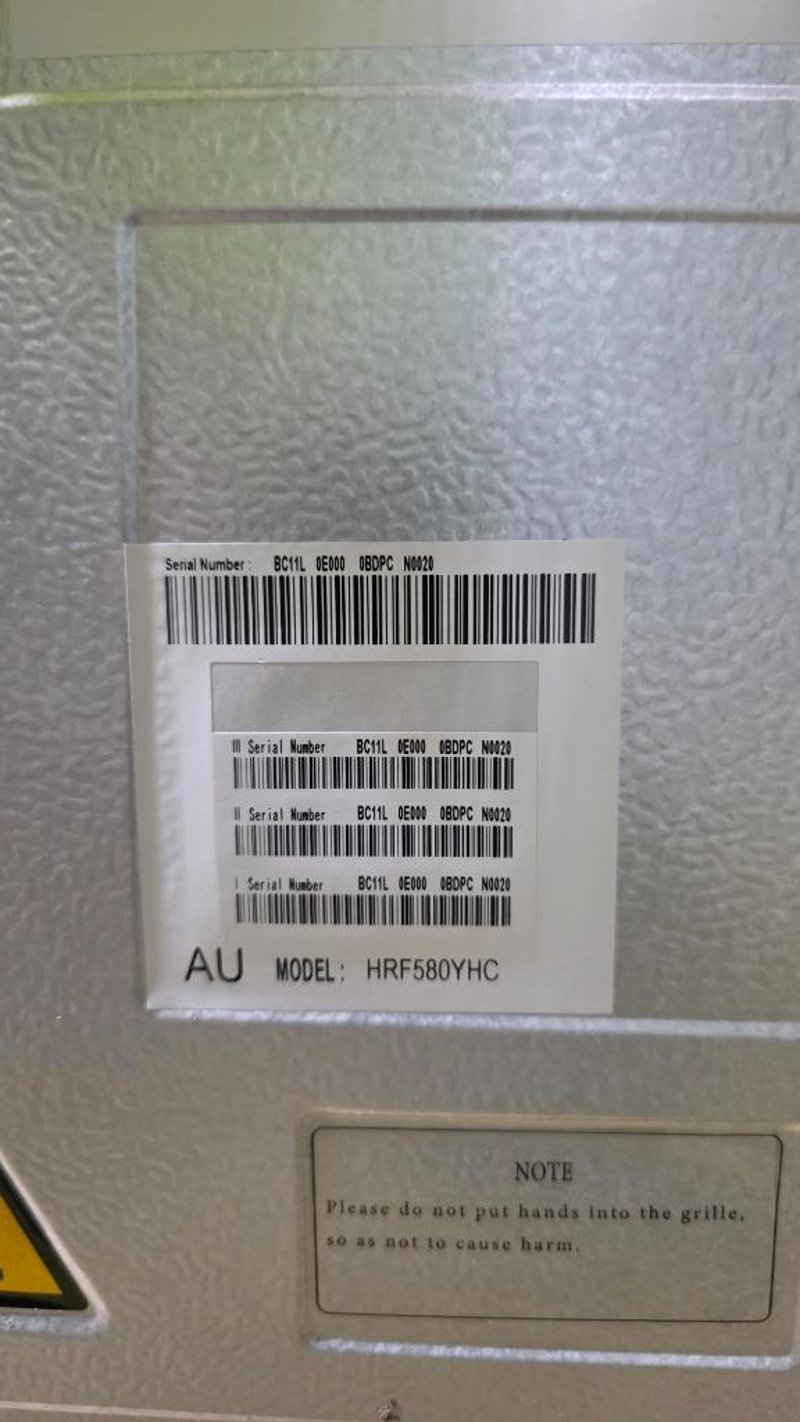 Serial Number : BC11L 0E000 0BDPC N0020
III Serial Number BC11L 0E000 0BDPC N0020
II Serial Number BC11L 0E000 0BDPC N0020
I Serial Number BC11L 0E000 0BDPC N0020
AU MODEL: HRF580YHC
NOTE
Please do not put hands into the grille,
so as not to cause harm.